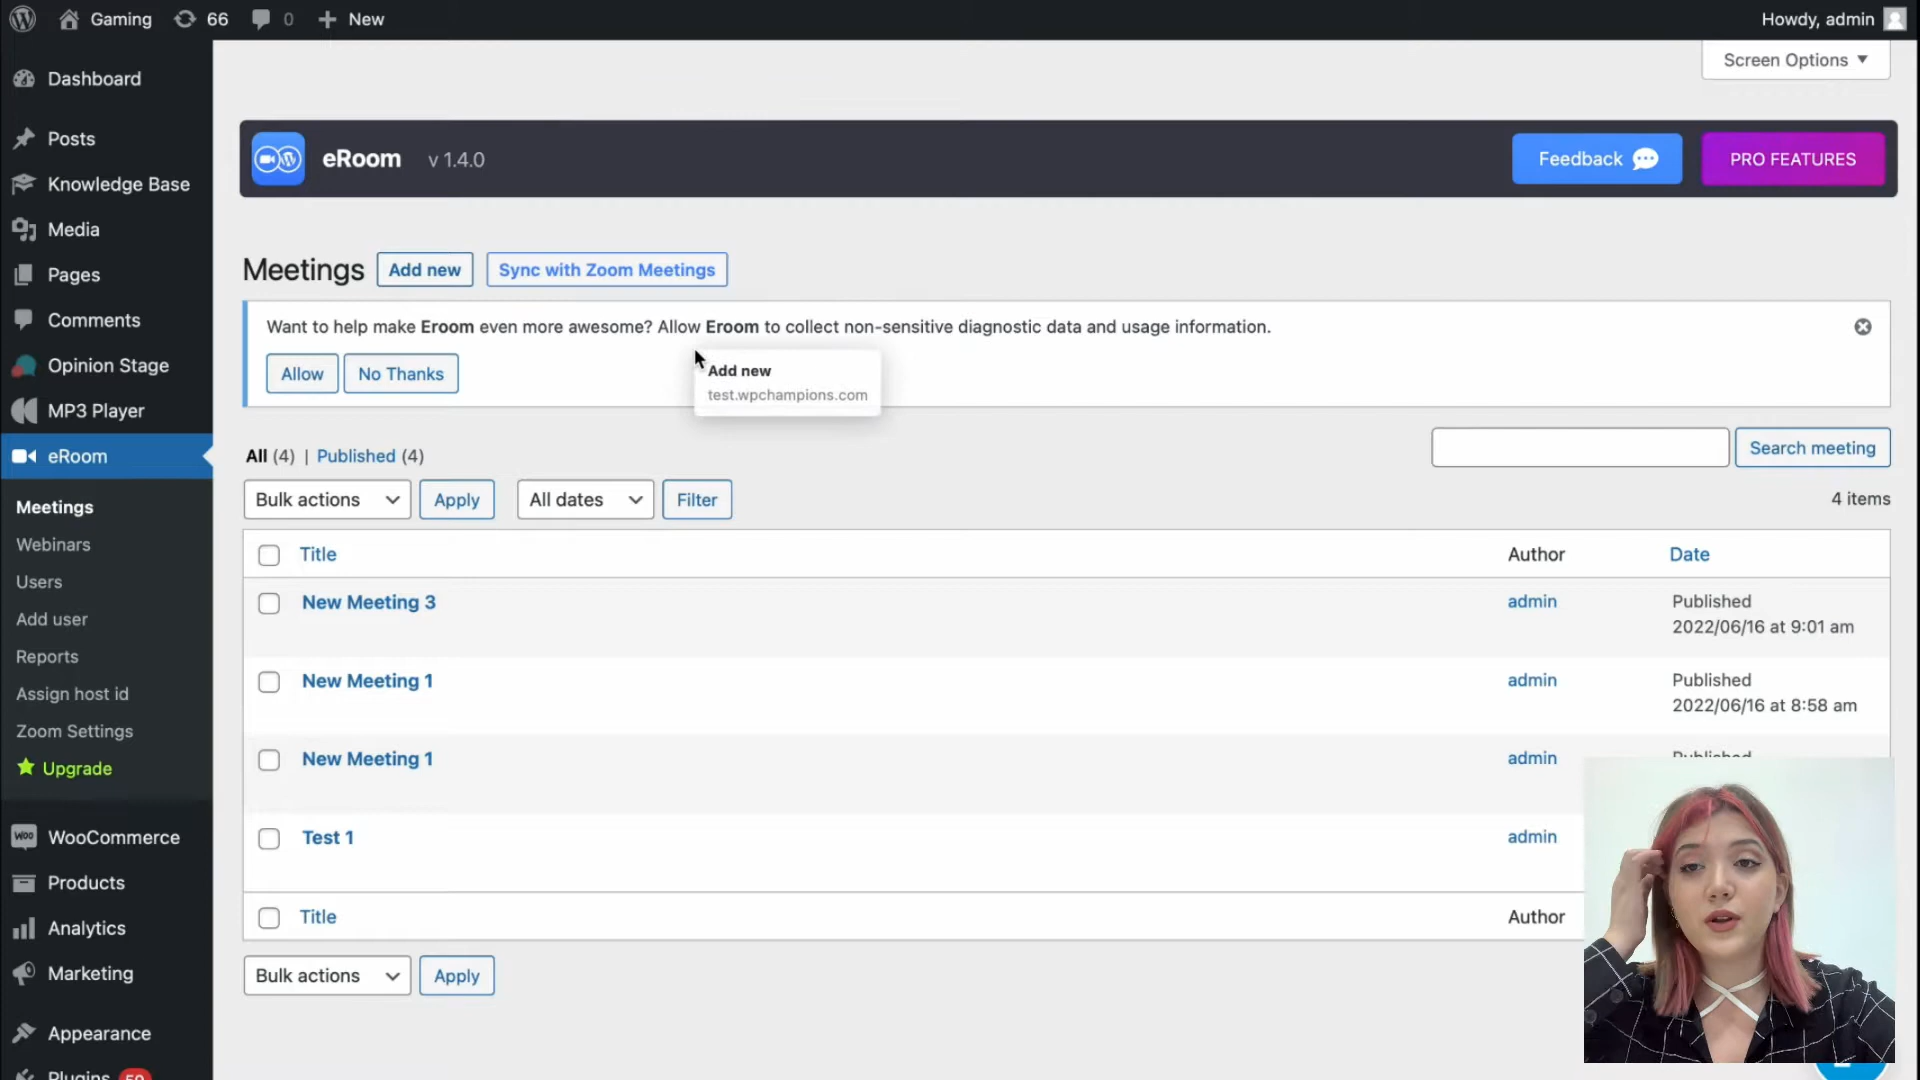 Gaming 66 0 New Howdy, admin
Screen Options ▼
Dashboard
Posts
Knowledge Base
Media
Pages
Comments
Opinion Stage
MP3 Player
eRoom
Meetings
Webinars
Users
Add user
Reports
Assign host id
Zoom Settings
Upgrade
WooCommerce
Products
Analytics
Marketing
Appearance
Plugins 59
eRoom v 1.4.0 Feedback PRO FEATURES
Meetings Add new Sync with Zoom Meetings
Want to help make Eroom even more awesome? Allow Eroom to collect non-sensitive diagnostic data and usage information.
Allow No Thanks
Add new
test.wpchampions.com
All (4) | Published (4)
Search meeting
Bulk actions Apply All dates Filter 4 items
Title Author Date
New Meeting 3 admin Published
2022/06/16 at 9:01 am
New Meeting 1 admin Published
2022/06/16 at 8:58 am
New Meeting 1 admin Published
Test 1 admin
Title Author
Bulk actions Apply